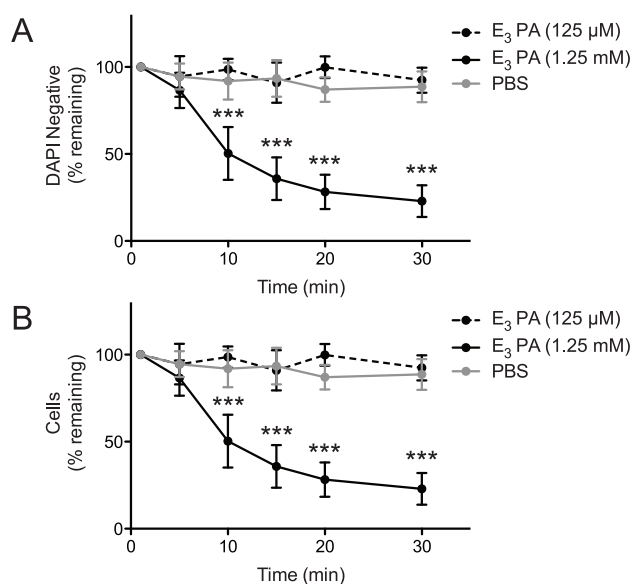 A
E₃ PA (125 µM)
E₃ PA (1.25 mM)
PBS
DAPI Negative
(% remaining)
100
50
0
*** *** *** ***
0 10 20 30
Time (min)
B
E₃ PA (125 µM)
E₃ PA (1.25 mM)
PBS
Cells
(% remaining)
100
50
0
*** *** *** ***
0 10 20 30
Time (min)